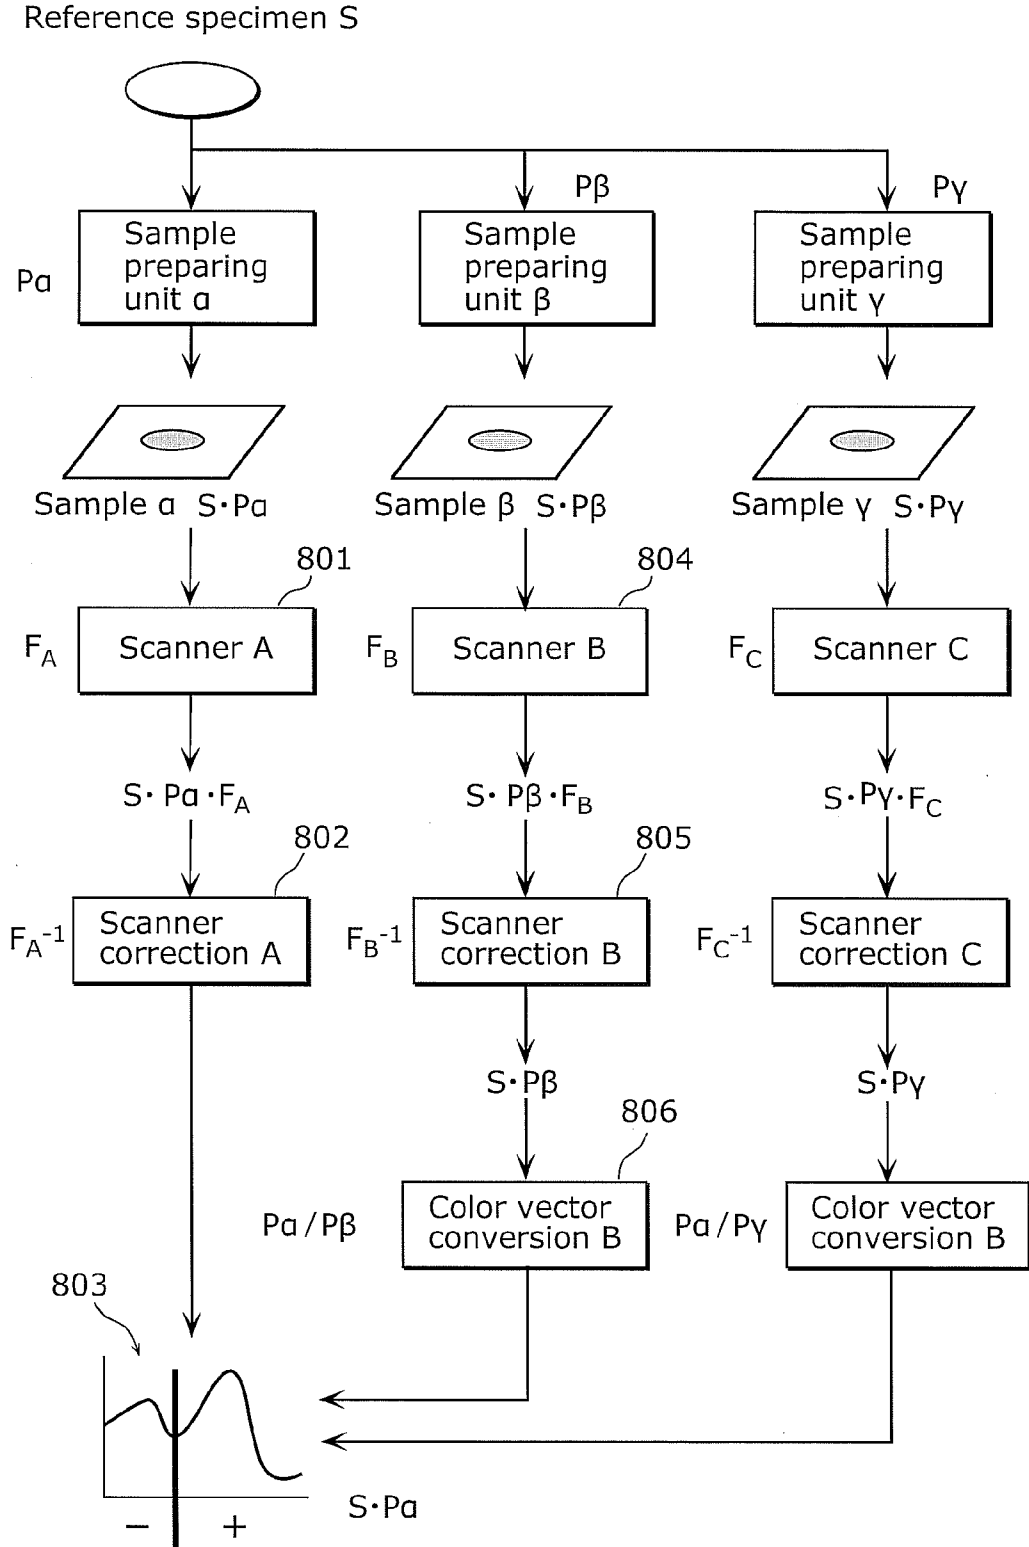 Reference specimen S
Pβ
Pγ
Pα
Sample
preparing
unit α
Sample
preparing
unit β
Sample
preparing
unit γ
Sample α S·Pα
Sample β S·Pβ
Sample γ S·Pγ
801
804
FA
Scanner A
FB
Scanner B
FC
Scanner C
S· Pα·FA
S· Pβ·FB
S·Pγ·FC
802
805
FA-1
Scanner
correction A
FB-1
Scanner
correction B
FC-1
Scanner
correction C
S·Pβ
S·Pγ
806
Pα/Pβ
Color vector
conversion B
Pα/Pγ
Color vector
conversion B
803
S·Pα
− +